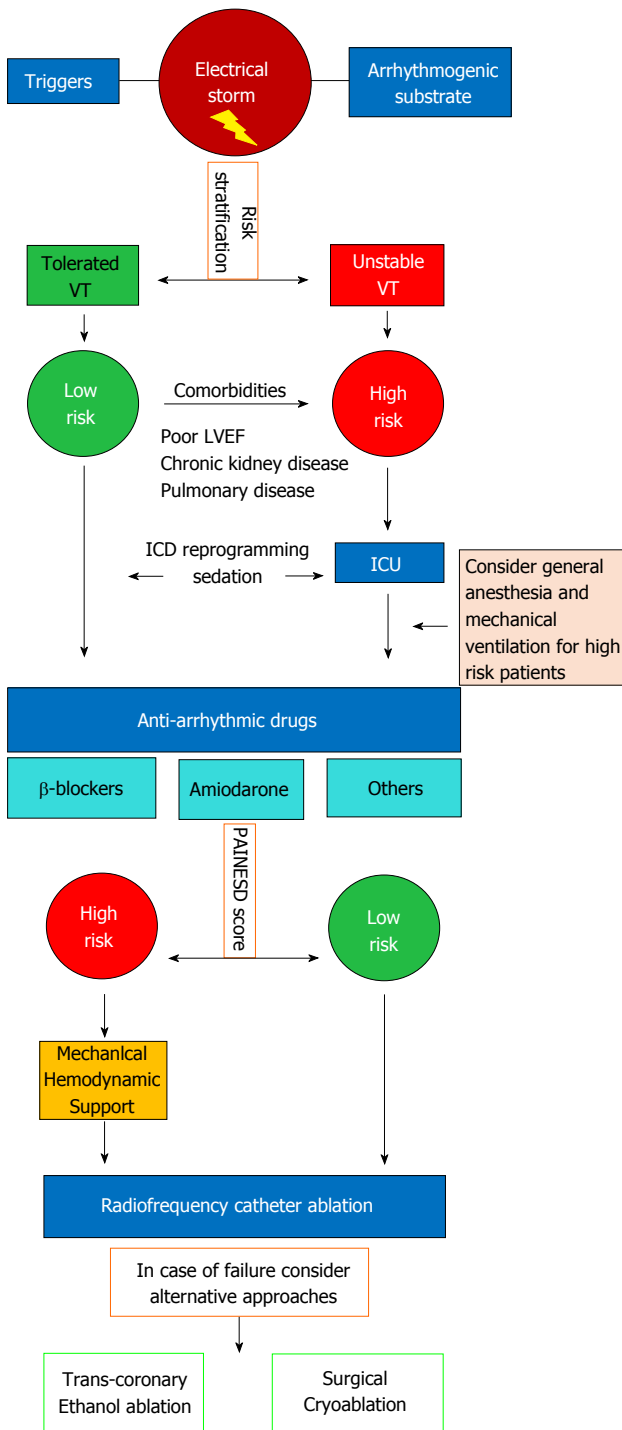 Electrical
storm
Triggers
Arrhythmogenic
substrate
Risk
stratification
Tolerated
VT
Unstable
VT
Low
risk
Comorbidities
High
risk
Poor LVEF
Chronic kidney disease
Pulmonary disease
ICD reprogramming
sedation
ICU
Consider general
anesthesia and
mechanical
ventilation for high
risk patients
Anti-arrhythmic drugs
β-blockers
Amiodarone
Others
PAINESD score
High
risk
Low
risk
Mechanlcal
Hemodynamic
Support
Radiofrequency catheter ablation
In case of failure consider
alternative approaches
Trans-coronary
Ethanol ablation
Surgical
Cryoablation